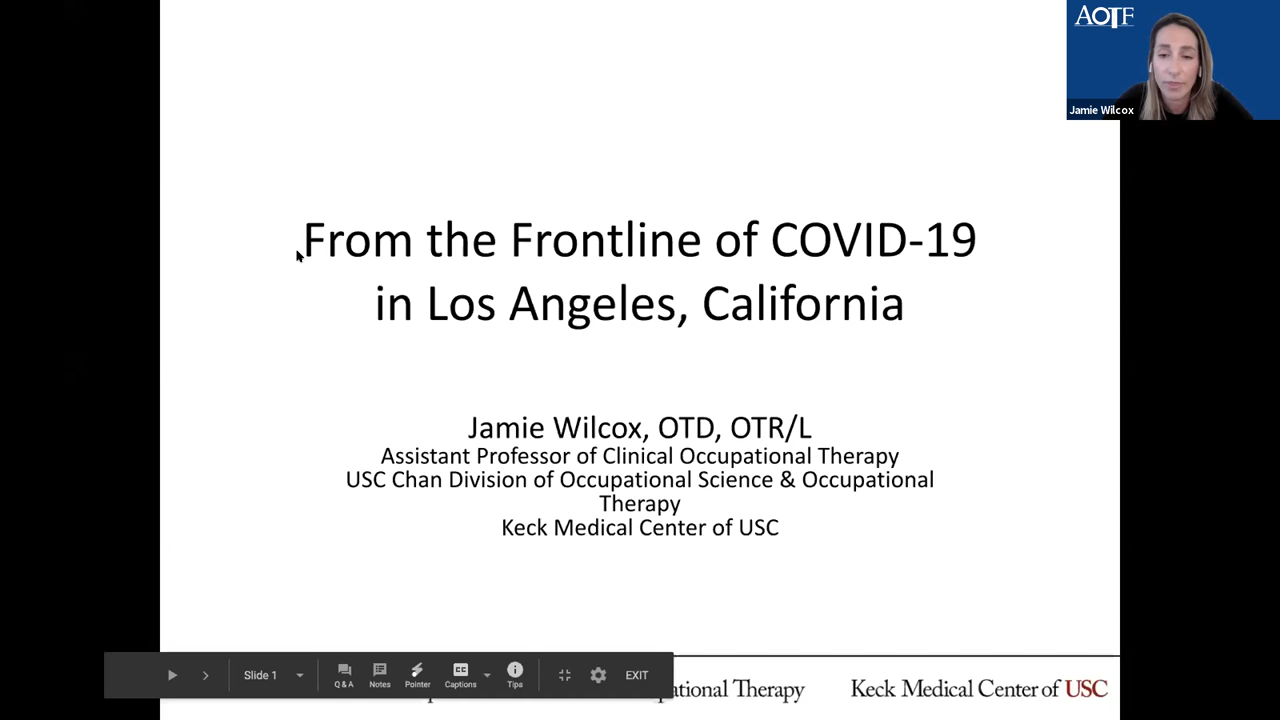 AOTF
Jamie Wilcox
From the Frontline of COVID-19
in Los Angeles, California
Jamie Wilcox, OTD, OTR/L
Assistant Professor of Clinical Occupational Therapy
USC Chan Division of Occupational Science & Occupational
Therapy
Keck Medical Center of USC
Slide 1
Q & A
Notes
Pointer
CC
Captions
Tips
EXIT
Therapy
Keck Medical Center of USC